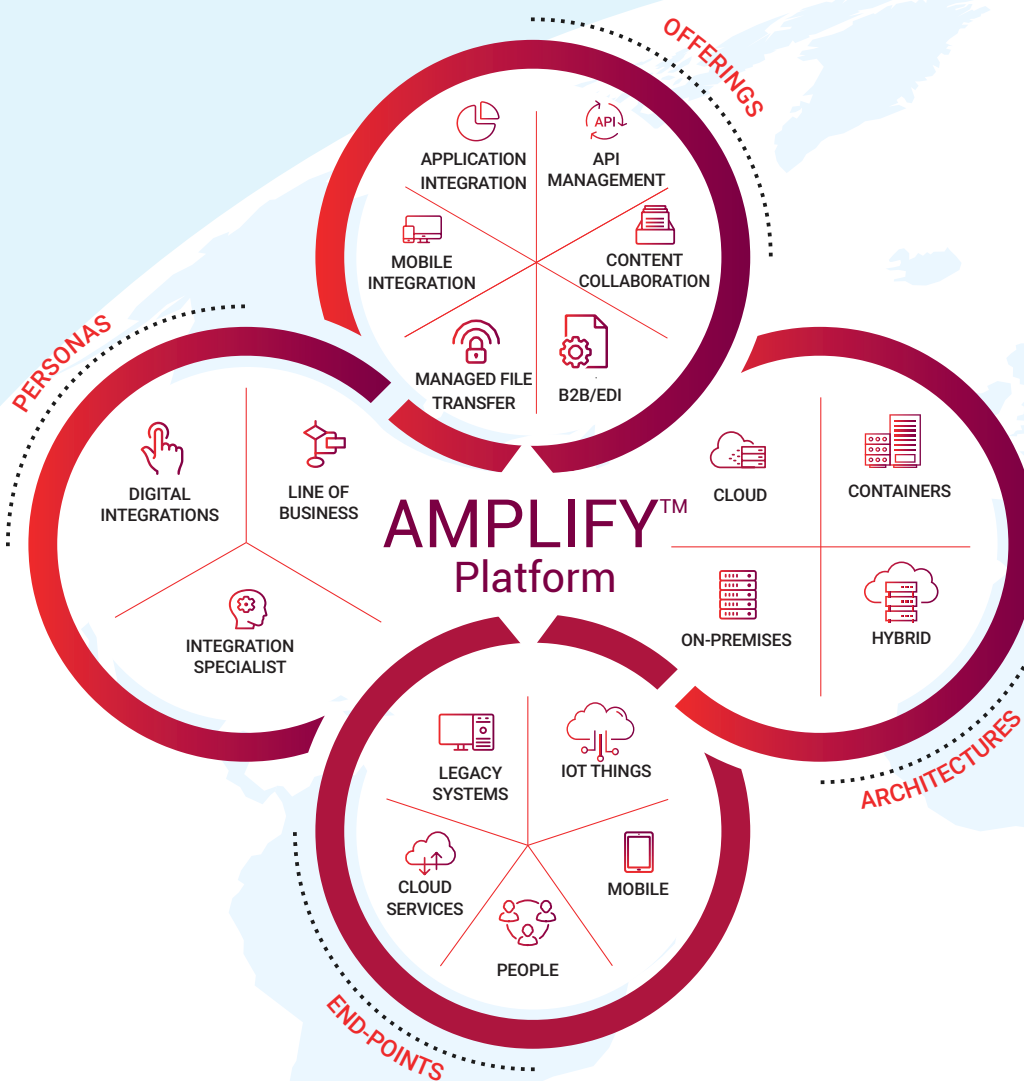 OFFERINGS
APPLICATION
INTEGRATION
API
API
MANAGEMENT
MOBILE
INTEGRATION
CONTENT
COLLABORATION
MANAGED FILE
TRANSFER
B2B/EDI
PERSONAS
DIGITAL
INTEGRATIONS
LINE OF
BUSINESS
INTEGRATION
SPECIALIST
AMPLIFY™
Platform
CLOUD
CONTAINERS
ON-PREMISES
HYBRID
ARCHITECTURES
LEGACY
SYSTEMS
IOT THINGS
CLOUD
SERVICES
MOBILE
PEOPLE
END-POINTS